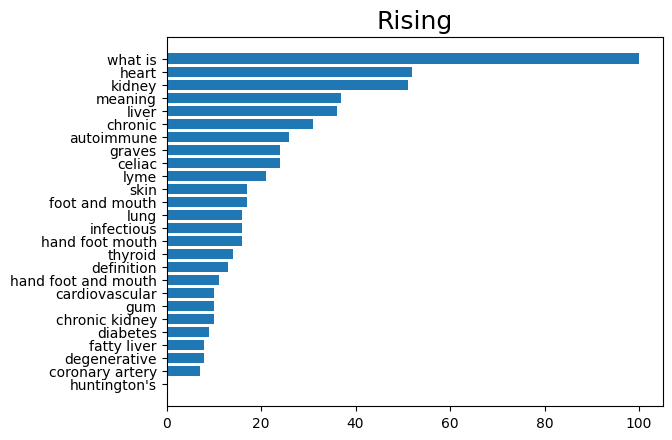 Rising
what is
heart
kidney
meaning
liver
chronic
autoimmune
graves
celiac
lyme
skin
foot and mouth
lung
infectious
hand foot mouth
thyroid
definition
hand foot and mouth
cardiovascular
gum
chronic kidney
diabetes
fatty liver
degenerative
coronary artery
huntington's
0 20 40 60 80 100